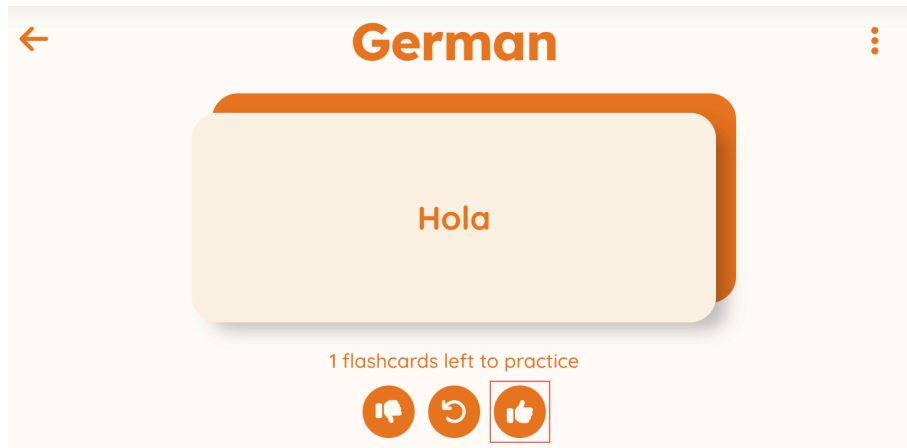 German
Hola
1 flashcards left to practice